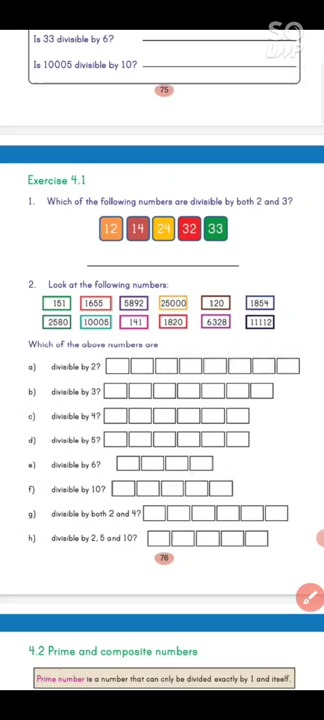 SO
LMP
Is 33 divisible by 6?
Is 10005 divisible by 10?
75
Exercise 4.1
1. Which of the following numbers are divisible by both 2 and 3?
12 14 24 32 33
2. Look at the following numbers:
151 1655 5892 25000 120 1854
2580 10005 141 1820 6328 11112
Which of the above numbers are
a) divisible by 2?
b) divisible by 3?
c) divisible by 4?
d) divisible by 5?
e) divisible by 6?
f) divisible by 10?
g) divisible by both 2 and 4?
h) divisible by 2, 5 and 10?
76
4.2 Prime and composite numbers
Prime number is a number that can only be divided exactly by 1 and itself.